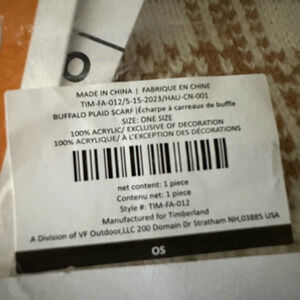 O
MADE IN CHINA | FABRIQUE EN CHINE
TIM-FA-012/5-15-2023/HAU-CN-001
BUFFALO PLAID SCARF |Écharpe à carreaux de buffle
SIZE: ONE SIZE
100% ACRYLIC/ EXCLUSIVE OF DECORATION
100% ACRYLIQUE/ À L'EXCEPTION DES DÉCORATIONS
net content: 1 piece
Contenu net: 1 piece
Style #: TIM-FA-012
Manufactured for Timberland
A Division of VF Outdoor,LLC 200 Domain Dr Stratham NH,03885 USA
OS